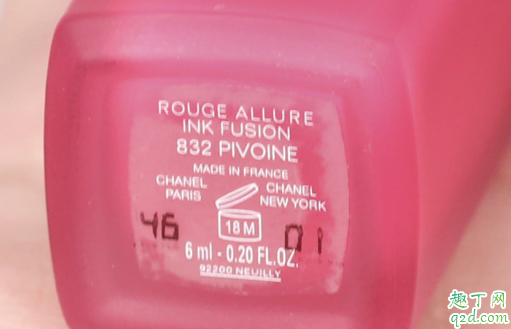 ROUGE ALLURE
INK FUSION
832 PIVOINE
MADE IN FRANCE
CHANEL PARIS
CHANEL NEW YORK
18 M
46
01
6 ml - 0.20 FL.OZ.
92200 NEUILLY
趣丁网
q2d.com